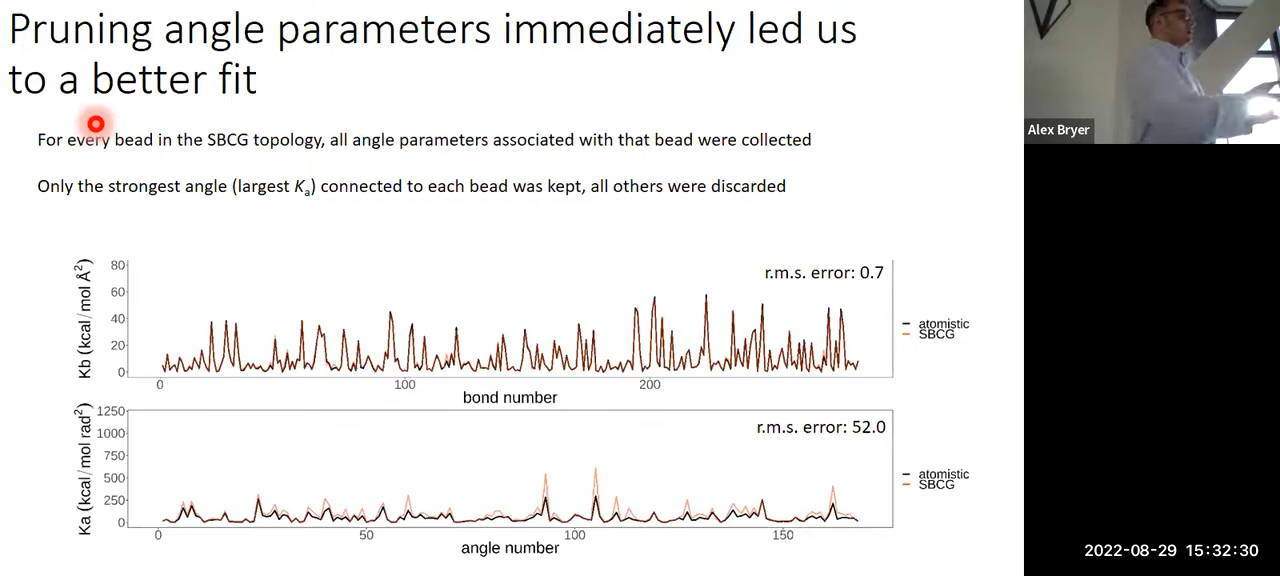 Pruning angle parameters immediately led us
to a better fit
For every bead in the SBCG topology, all angle parameters associated with that bead were collected
Only the strongest angle (largest Kₐ) connected to each bead was kept, all others were discarded
Alex Bryer
r.m.s. error: 0.7
Kb (kcal/mol Å²)
80
60
40
20
0
0 100 200
bond number
atomistic
SBCG
r.m.s. error: 52.0
Ka (kcal/mol rad²)
1250
1000
750
500
250
0
0 50 100 150
angle number
atomistic
SBCG
2022-08-29 15:32:30